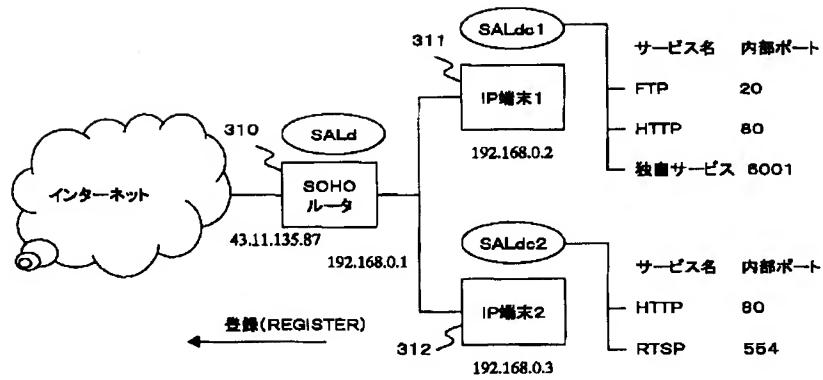 SALdc1
サービス名 内部ポート
311
FTP 20
IP端末1
HTTP 80
310
SALd
192.168.0.2
独自サービス 6001
インターネット
SOHO
ルータ
43.11.135.87
192.168.0.1
SALdc2
サービス名 内部ポート
登録(REGISTER)
IP端末2
HTTP 80
312
RTSP 554
192.168.0.3